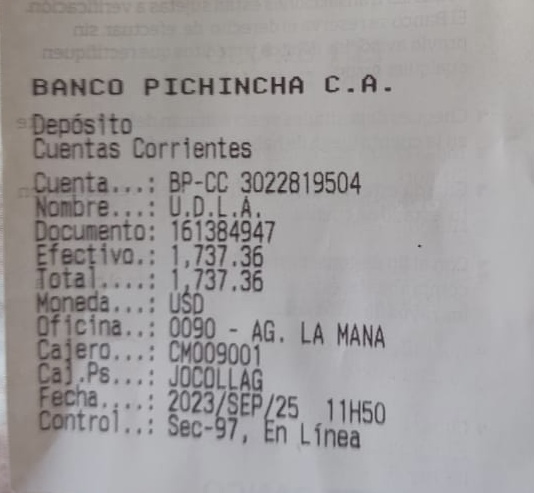 BANCO PICHINCHA C.A.
Depósito
Cuentas Corrientes
Cuenta...: BP-CC 3022819504
Nombre...: U.D.L.A.
Documento: 161384947
Efectivo.: 1,737.36
Total....: 1,737.36
Moneda...: USD
Oficina..: 0090 - AG. LA MANA
Cajero...: CM009001
Caj.Ps...: JOCOLLAG
Fecha....: 2023/SEP/25 11H50
Control..: Sec-97, En Línea